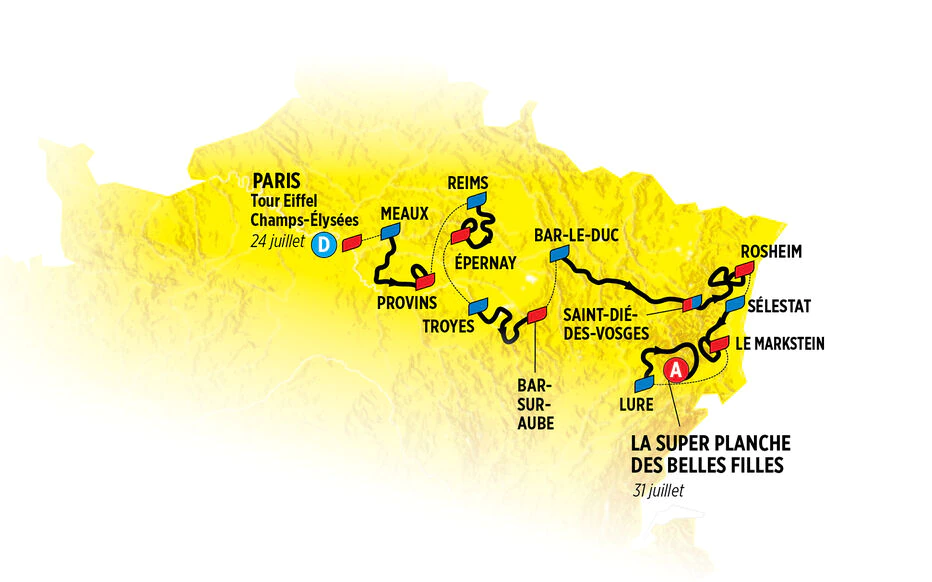 PARIS
Tour Eiffel
Champs-Élysées
24 juillet
D
MEAUX
PROVINS
REIMS
ÉPERNAY
TROYES
BAR-
SUR-
AUBE
BAR-LE-DUC
SAINT-DIÉ-
DES-VOSGES
ROSHEIM
SÉLESTAT
LE MARKSTEIN
LURE
A
LA SUPER PLANCHE
DES BELLES FILLES
31 juillet